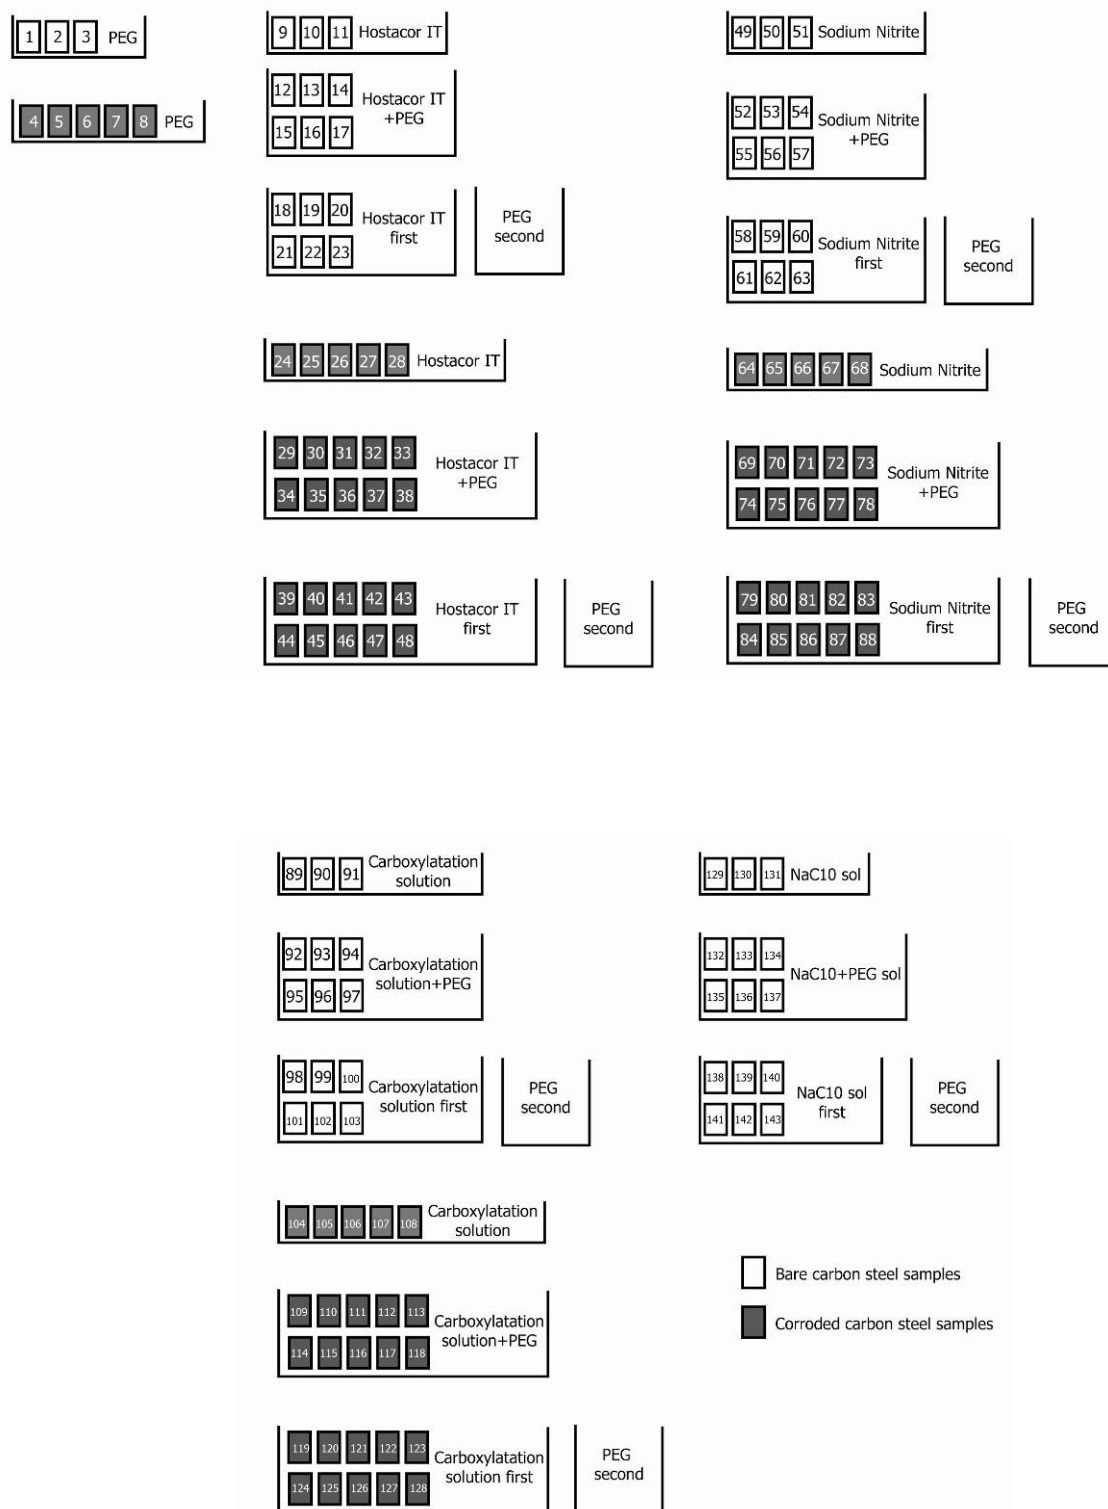 1 2 3 PEG
4 5 6 7 8 PEG
9 10 11 Hostacor IT
12 13 14 Hostacor IT
+PEG
15 16 17
18 19 20 Hostacor IT
first
21 22 23
PEG
second
24 25 26 27 28 Hostacor IT
29 30 31 32 33 Hostacor IT
+PEG
34 35 36 37 38
39 40 41 42 43 Hostacor IT
first
44 45 46 47 48
PEG
second
49 50 51 Sodium Nitrite
52 53 54 Sodium Nitrite
+PEG
55 56 57
58 59 60 Sodium Nitrite
first
61 62 63
PEG
second
64 65 66 67 68 Sodium Nitrite
69 70 71 72 73 Sodium Nitrite
+PEG
74 75 76 77 78
79 80 81 82 83 Sodium Nitrite
first
84 85 86 87 88
PEG
second
89 90 91 Carboxylatation
solution
92 93 94 Carboxylatation
solution+PEG
95 96 97
98 99 100 Carboxylatation
solution first
101 102 103
PEG
second
104 105 106 107 108 Carboxylatation
solution
109 110 111 112 113 Carboxylatation
solution+PEG
114 115 116 117 118
119 120 121 122 123 Carboxylatation
solution first
124 125 126 127 128
PEG
second
129 130 131 NaC10 sol
132 133 134 NaC10+PEG sol
135 136 137
138 139 140 NaC10 sol
first
141 142 143
PEG
second
Bare carbon steel samples
Corroded carbon steel samples